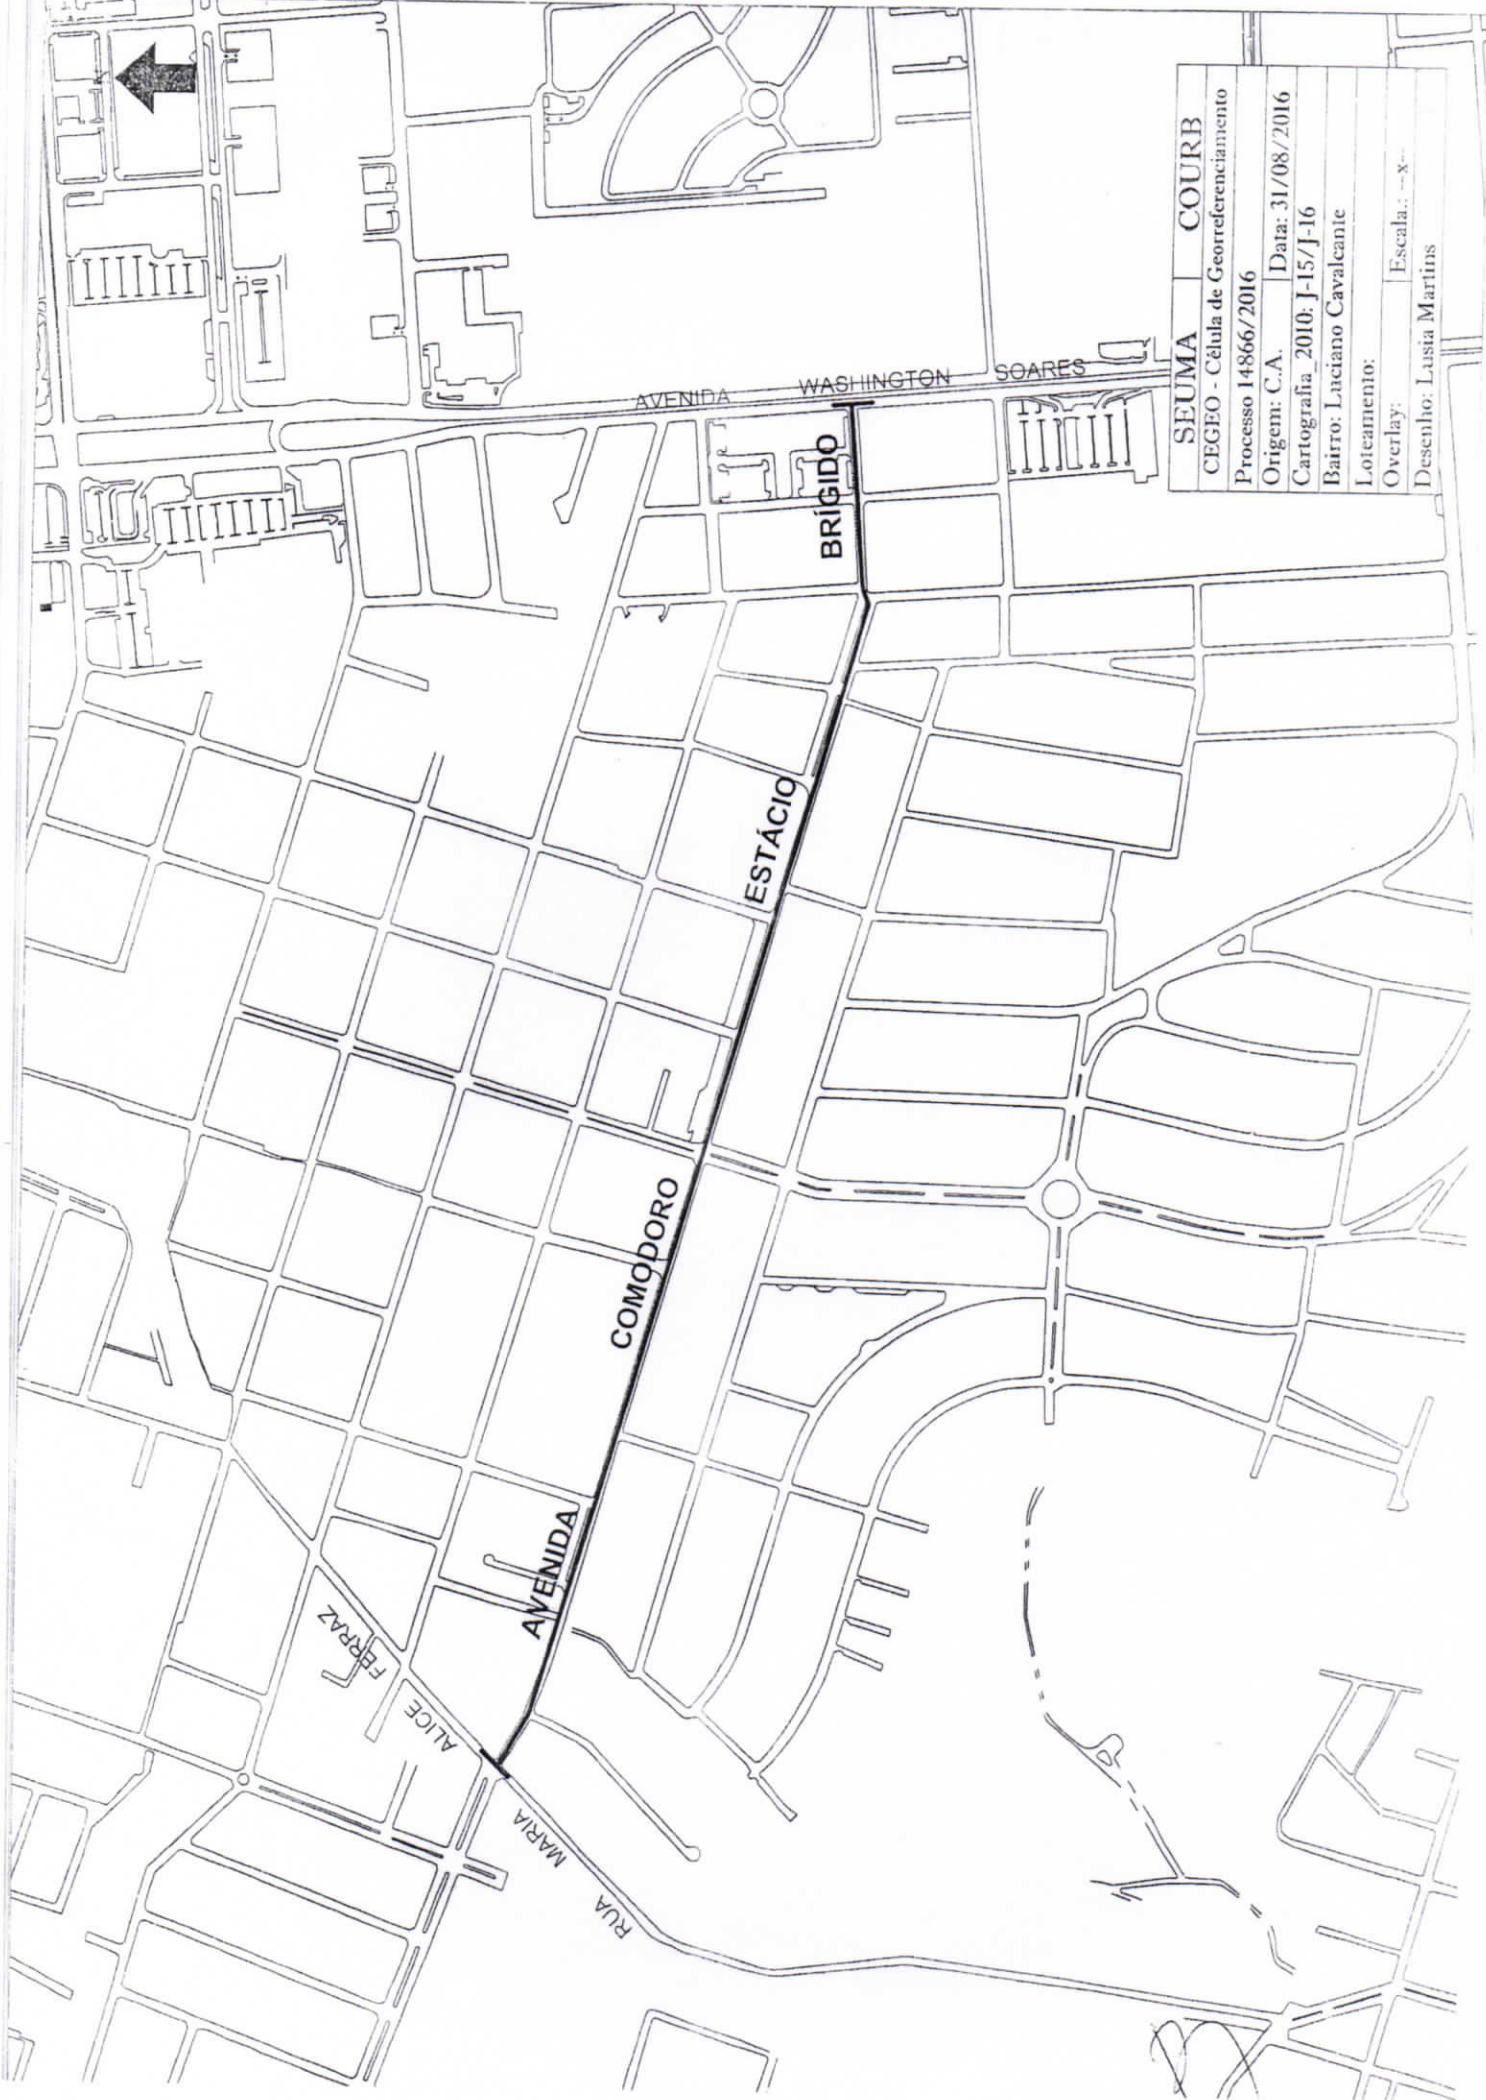 AVENIDA COMODORO ESTÁCIO BRÍGIDO
RUA MARIA ALICE FERRAZ
AVENIDA WASHINGTON SOARES
SEUMA COURB
CEGEO - Célula de Georreferenciamento
Processo 14866/2016
Origem: C.A. Data: 31/08/2016
Cartografia_2010: J-15/J-16
Bairro: Luciano Cavalcante
Loteamento:
Overlay: Escala.: --x--
Desenho: Lusia Martins